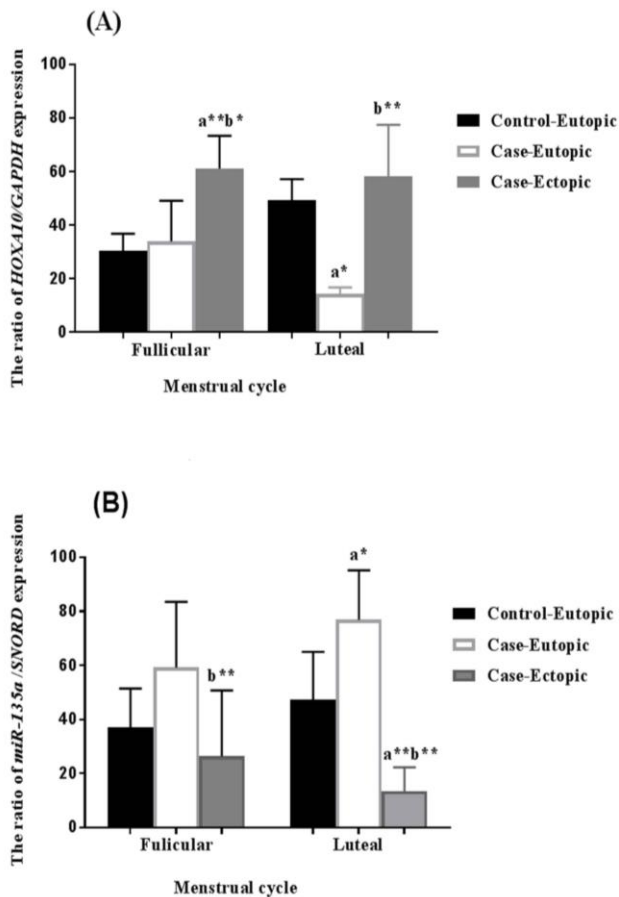 (A)
The ratio of HOXA10/GAPDH expression
100
80
60
40
20
0
a**b*
a*
b**
Control-Eutopic
Case-Eutopic
Case-Ectopic
Fullicular
Luteal
Menstrual cycle
(B)
The ratio of miR-135a /SNORD expression
100
80
60
40
20
0
b**
a*
a**b**
Control-Eutopic
Case-Eutopic
Case-Ectopic
Fulicular
Luteal
Menstrual cycle